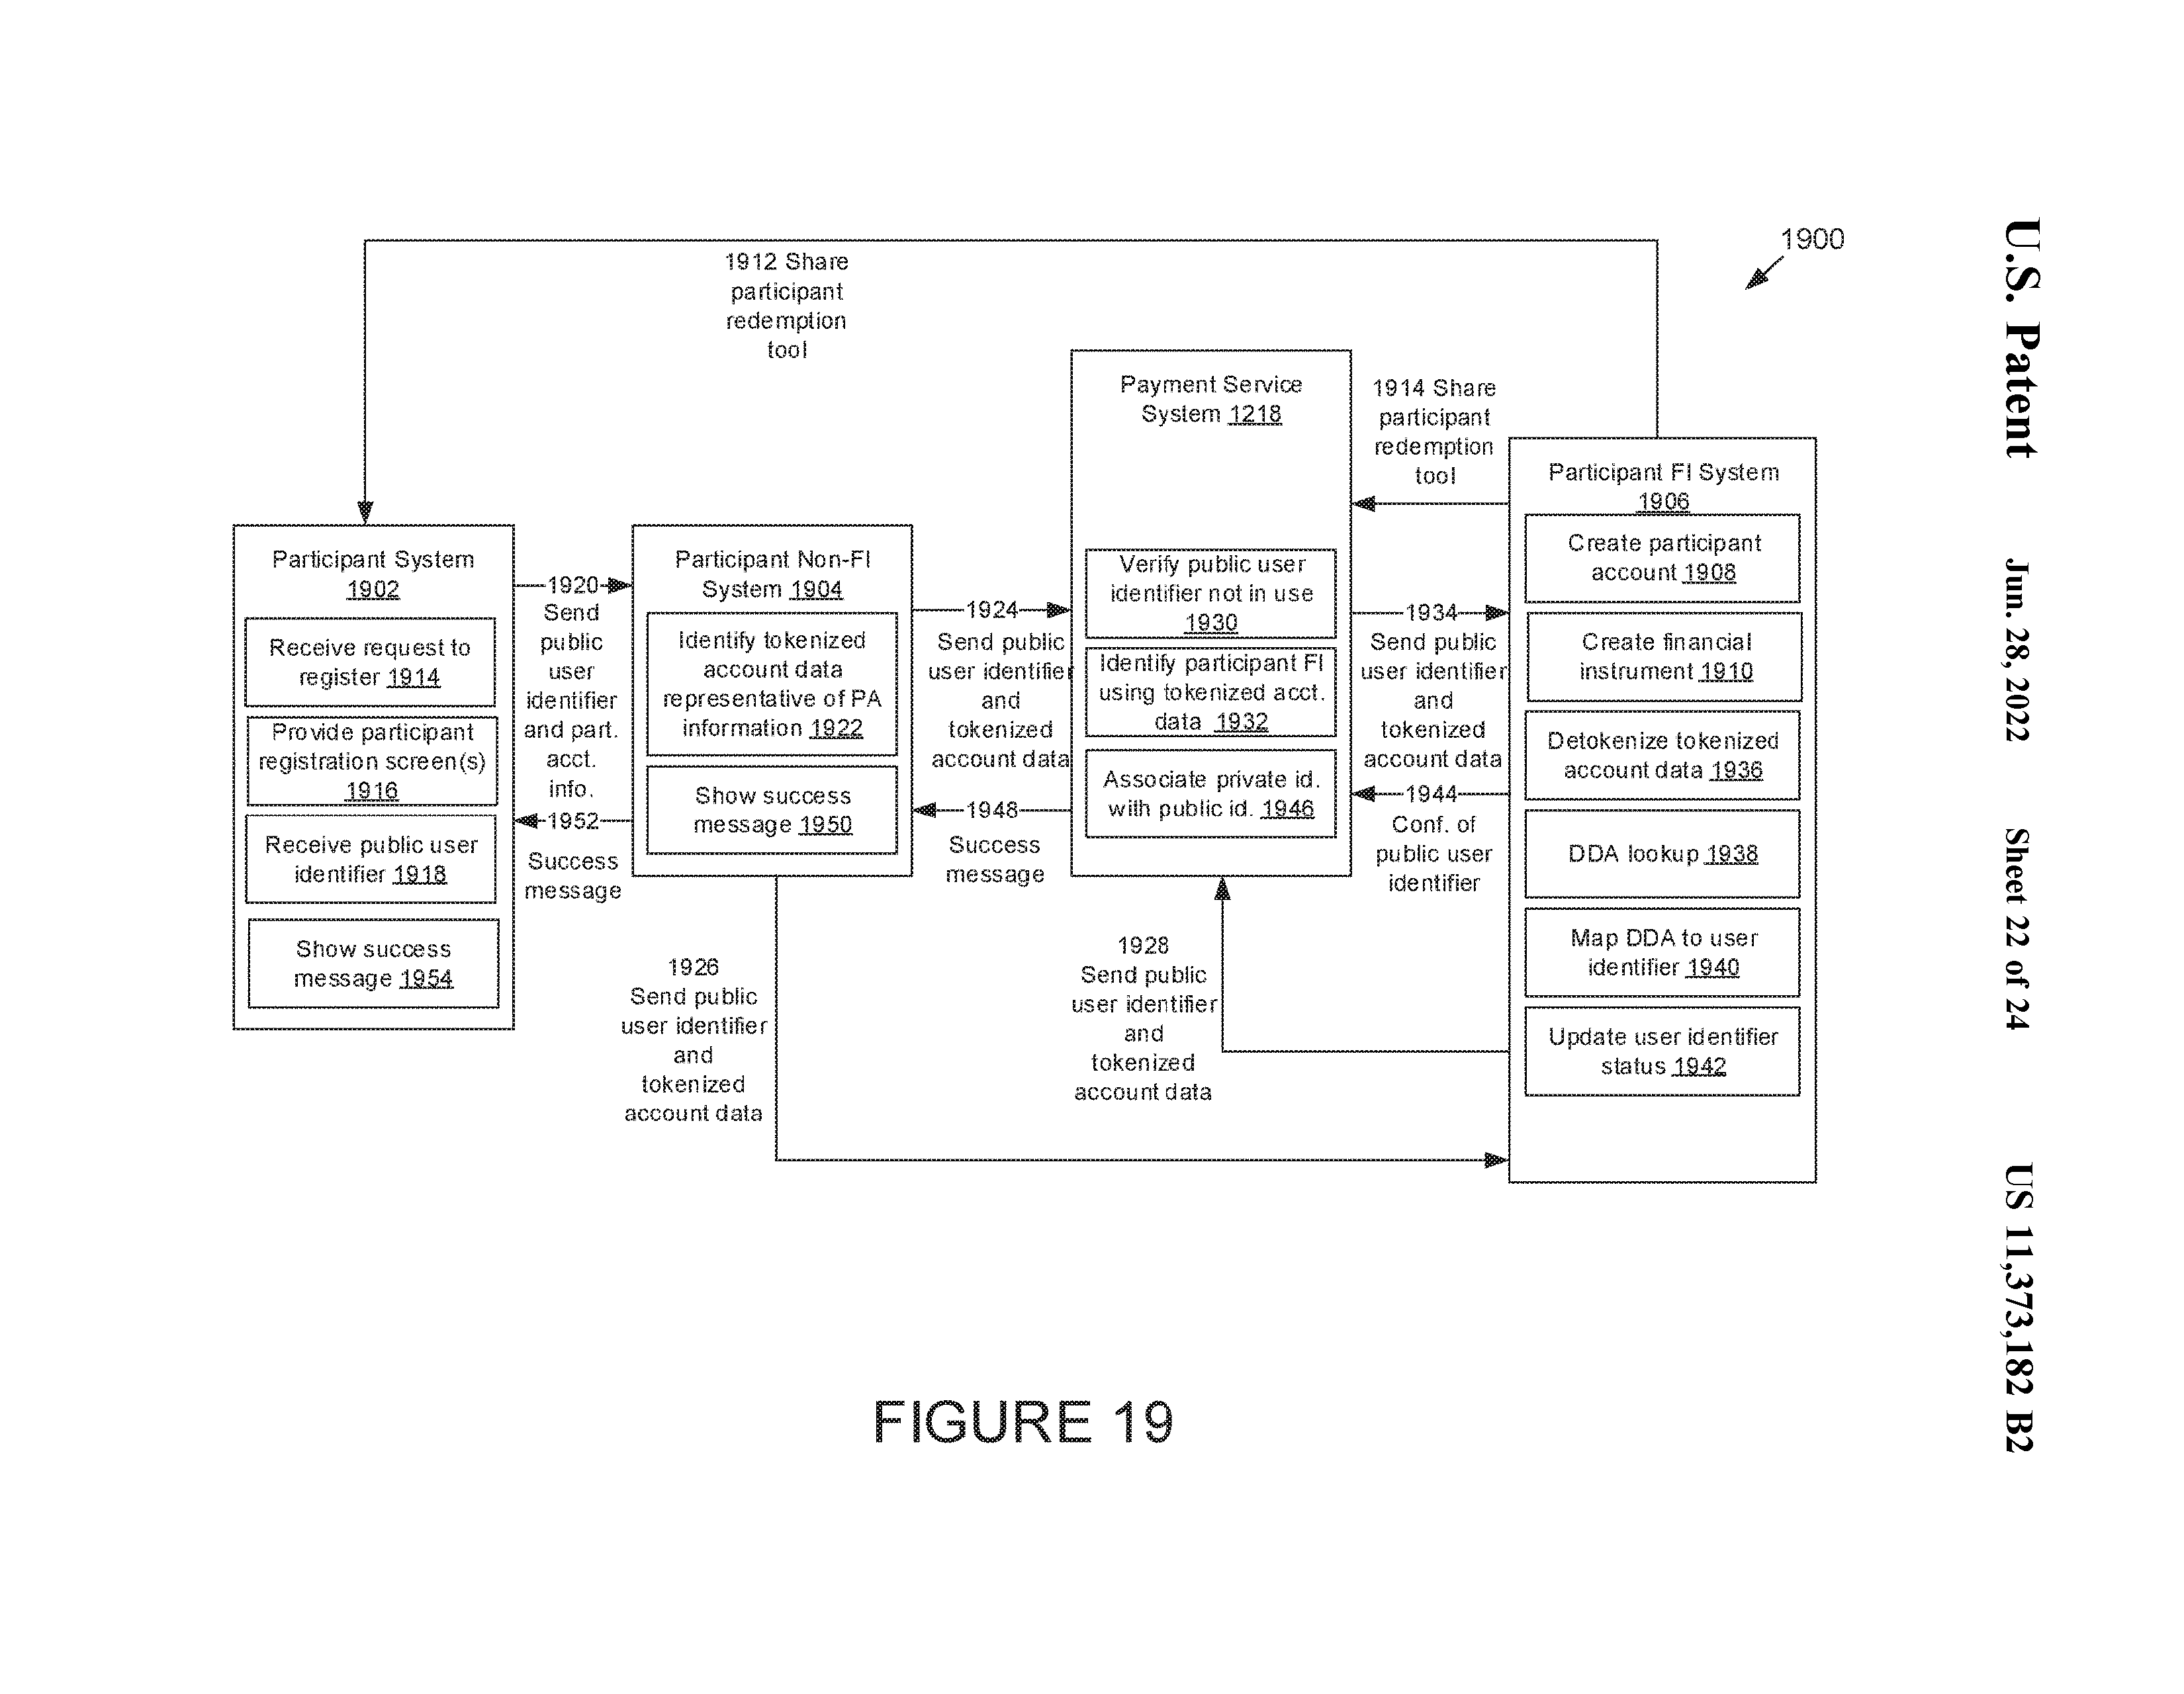 U.S. Patent
Jun. 28, 2022
Sheet 22 of 24
US 11,373,182 B2
1900
1912 Share
participant
redemption
tool
Participant System
1902
Receive request to
register 1914
Provide participant
registration screen(s)
1916
Receive public user
identifier 1918
Show success
message 1954
1920
Send
public
user
identifier
and part.
acct.
info.
1952
Success
message
Participant Non-FI
System 1904
Identify tokenized
account data
representative of PA
information 1922
Show success
message 1950
1924
Send public
user identifier
and
tokenized
account data
1948
Success
message
1926
Send public
user identifier
and
tokenized
account data
Payment Service
System 1218
Verify public user
identifier not in use
1930
Identify participant FI
using tokenized acct.
data 1932
Associate private id.
with public id. 1946
1928
Send public
user identifier
and
tokenized
account data
1914 Share
participant
redemption
tool
1934
Send public
user identifier
and
tokenized
account data
1944
Conf. of
public user
identifier
Participant FI System
1906
Create participant
account 1908
Create financial
instrument 1910
Detokenize tokenized
account data 1936
DDA lookup 1938
Map DDA to user
identifier 1940
Update user identifier
status 1942
FIGURE 19